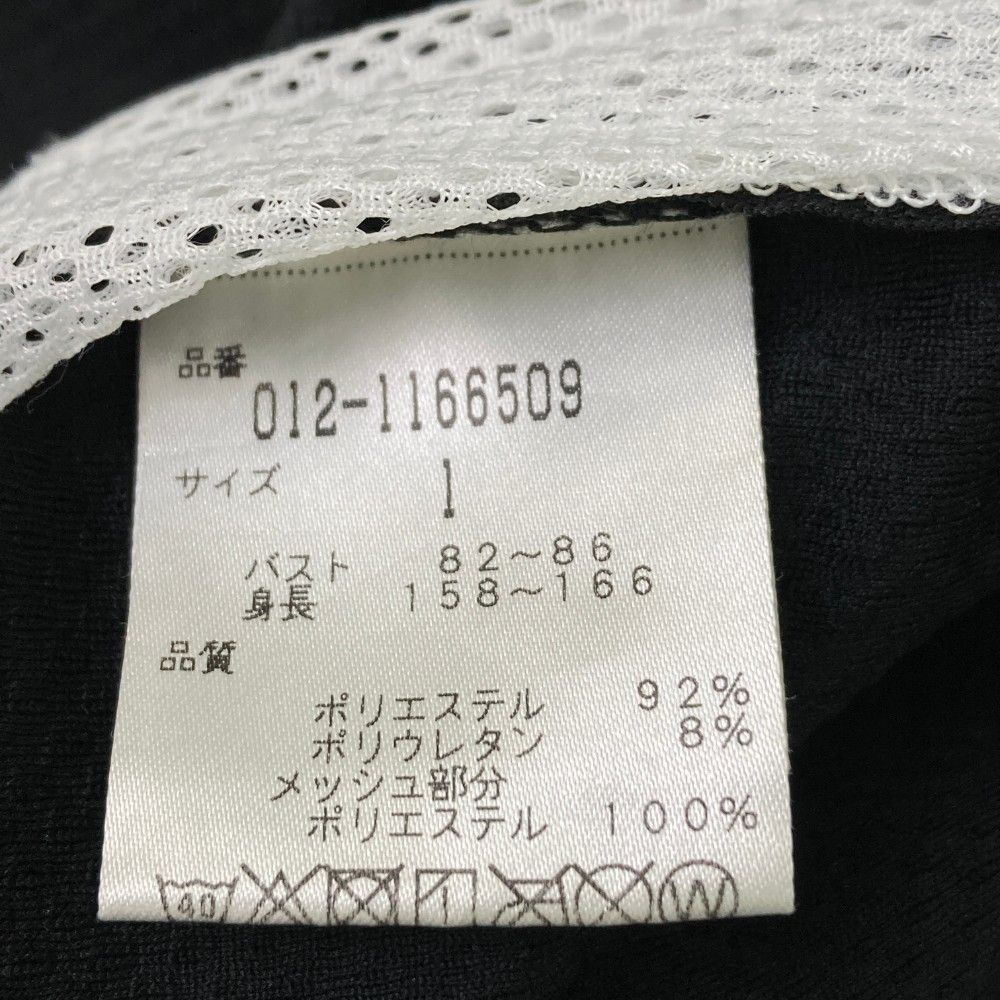 品番
012-1166509
サイズ 1
バスト 82~86
身長 158~166
品質
ポリエステル 92%
ポリウレタン 8%
メッシュ部分
ポリエステル 100%
40 W